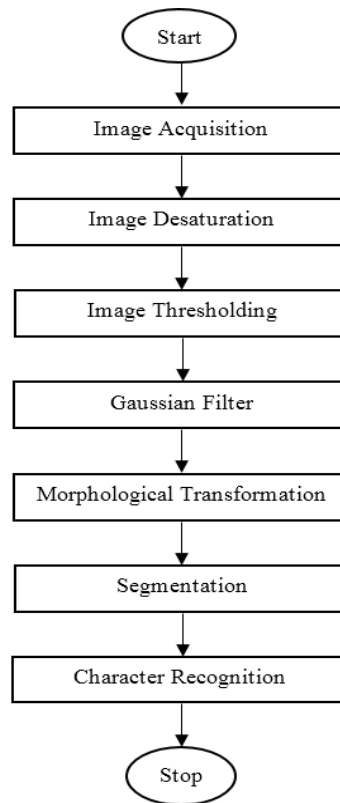 Start
Image Acquisition
Image Desaturation
Image Thresholding
Gaussian Filter
Morphological Transformation
Segmentation
Character Recognition
Stop